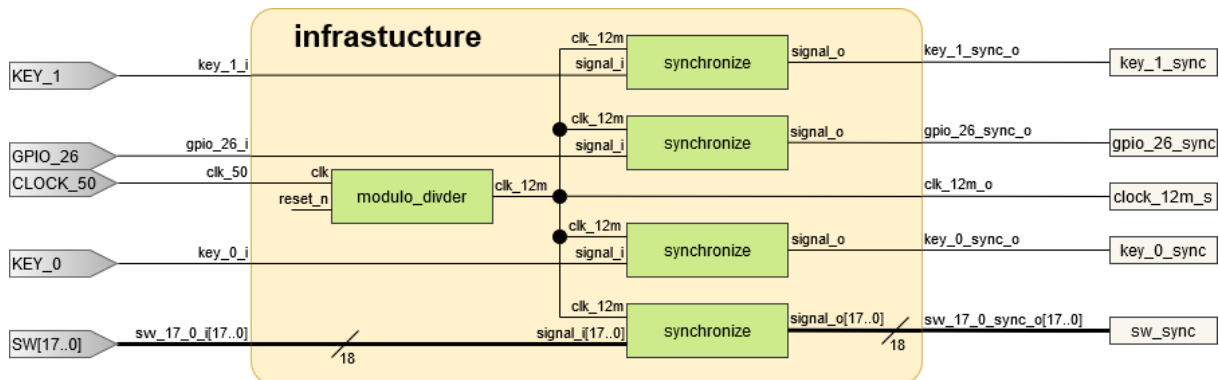 infrastucture
clk_12m
KEY_1
key_1_i
signal_i
synchronize
signal_o
key_1_sync_o
key_1_sync
clk_12m
GPIO_26
gpio_26_i
signal_i
synchronize
signal_o
gpio_26_sync_o
gpio_26_sync
CLOCK_50
clk_50
clk
reset_n
modulo_divder
clk_12m
clk_12m_o
clock_12m_s
clk_12m
KEY_0
key_0_i
signal_i
synchronize
signal_o
key_0_sync_o
key_0_sync
clk_12m
SW[17..0]
sw_17_0_i[17..0]
18
signal_i[17..0]
synchronize
signal_o[17..0]
18
sw_17_0_sync_o[17..0]
sw_sync